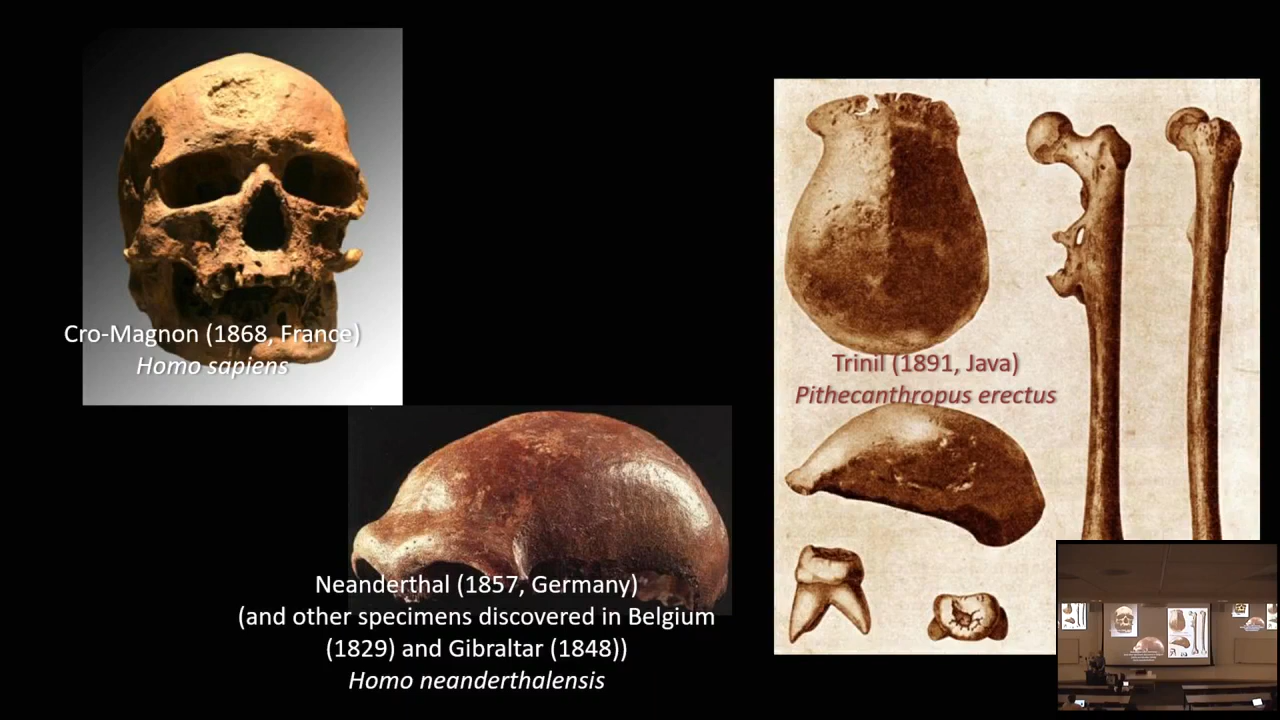 Cro-Magnon (1868, France)
Homo sapiens
Neanderthal (1857, Germany)
(and other specimens discovered in Belgium
(1829) and Gibraltar (1848))
Homo neanderthalensis
Trinil (1891, Java)
Pithecanthropus erectus